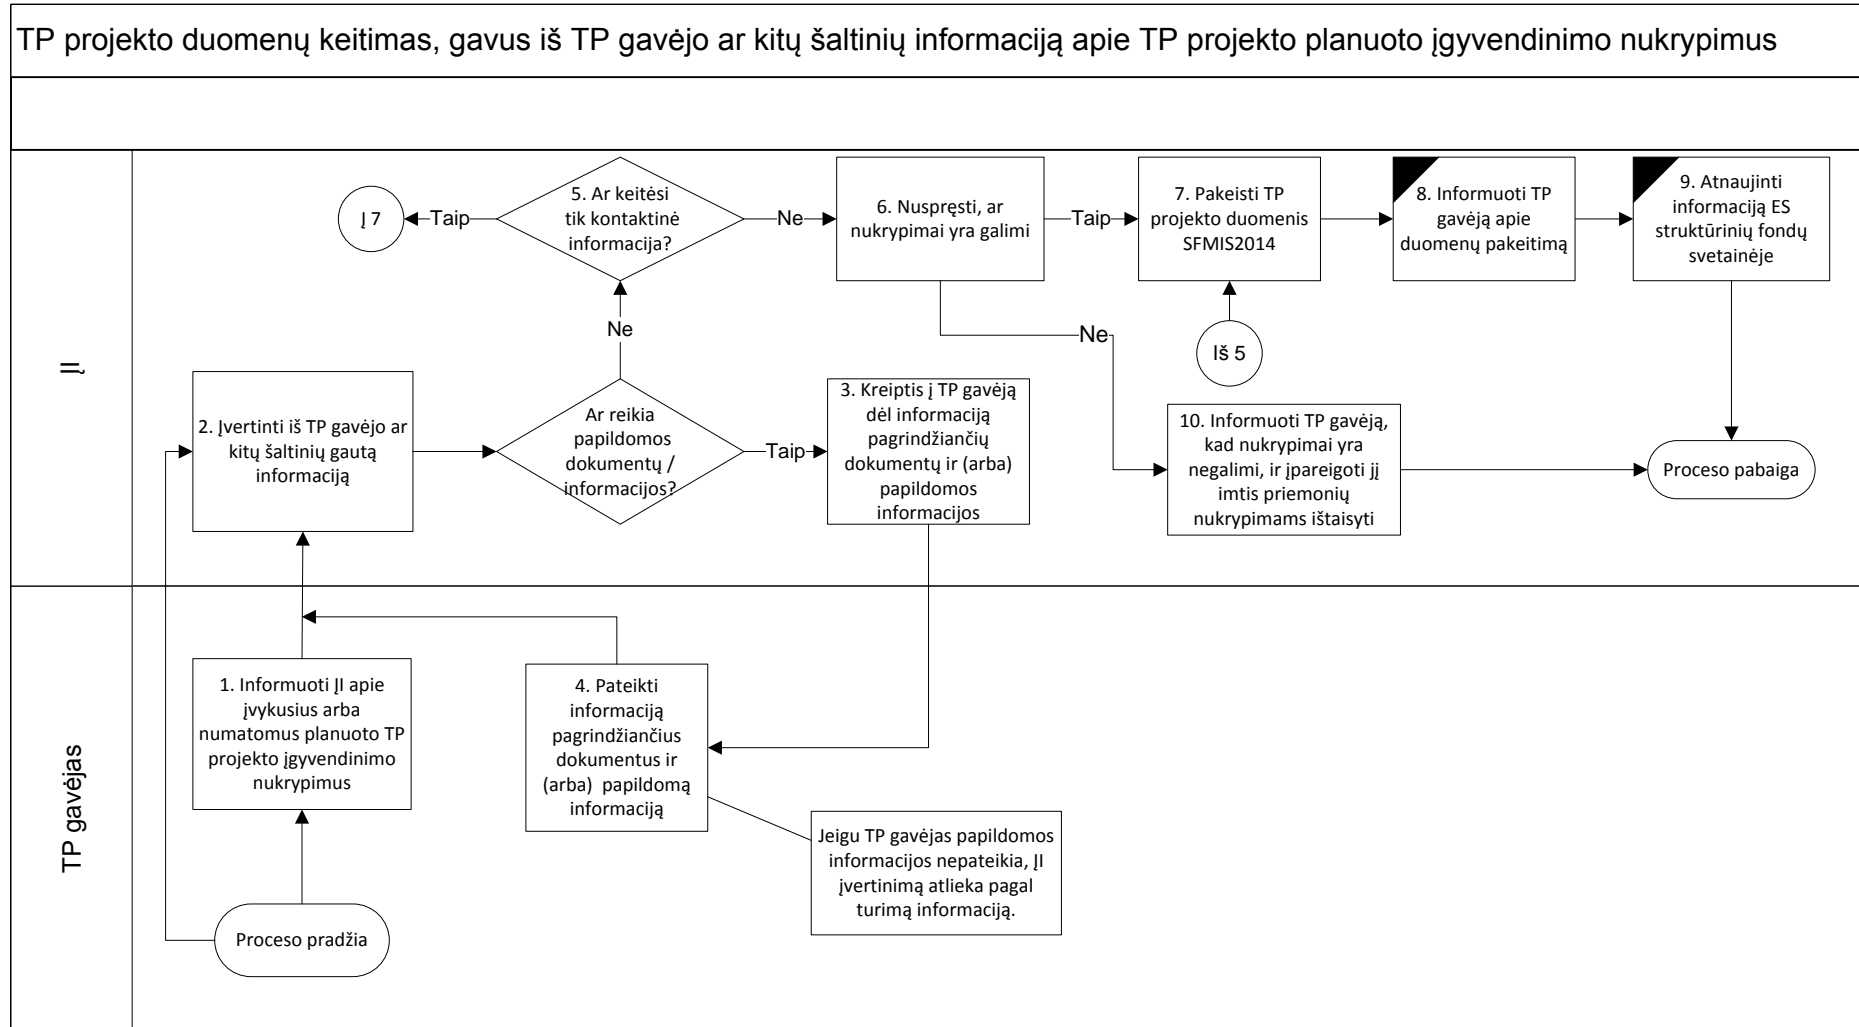 TP projekto duomenų keitimas, gavus iš TP gavėjo ar kitų šaltinių informaciją apie TP projekto planuoto įgyvendinimo nukrypimus
ĮI
Į 7
Taip
5. Ar keitėsi
tik kontaktinė
informacija?
Ne
6. Nuspręsti, ar
nukrypimai yra galimi
Taip
7. Pakeisti TP
projekto duomenis
SFMIS2014
8. Informuoti TP
gavėją apie
duomenų pakeitimą
9. Atnaujinti
informaciją ES
struktūrinių fondų
svetainėje
Ne
Ne
Iš 5
2. Įvertinti iš TP gavėjo ar
kitų šaltinių gautą
informaciją
Ar reikia
papildomos
dokumentų /
informacijos?
Taip
3. Kreiptis į TP gavėją
dėl informaciją
pagrindžiančių
dokumentų ir (arba)
papildomos
informacijos
10. Informuoti TP gavėją,
kad nukrypimai yra
negalimi, ir įpareigoti jį
imtis priemonių
nukrypimams ištaisyti
Proceso pabaiga
TP gavėjas
1. Informuoti ĮI apie
įvykusius arba
numatomus planuoto TP
projekto įgyvendinimo
nukrypimus
4. Pateikti
informaciją
pagrindžiančius
dokumentus ir
(arba) papildomą
informaciją
Jeigu TP gavėjas papildomos
informacijos nepateikia, ĮI
įvertinimą atlieka pagal
turimą informaciją.
Proceso pradžia